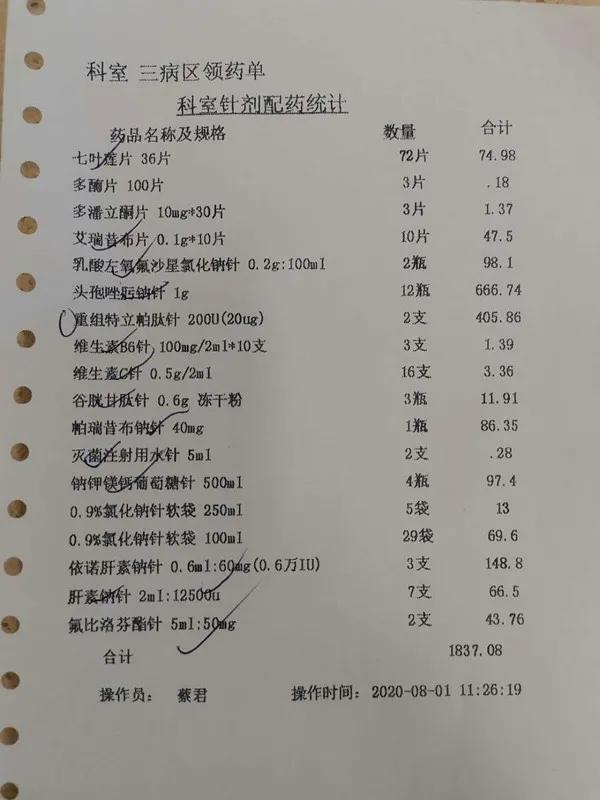 科室 三病区领药单
科室针剂配药统计
药品名称及规格 数量 合计
七叶莲片 36片 72片 74.98
多酶片 100片 3片 .18
多潘立酮片 10mg*30片 3片 1.37
艾瑞昔布片 0.1g*10片 10片 47.5
乳酸左氧氟沙星氯化钠针 0.2g:100ml 2瓶 98.1
头孢唑肟钠针 1g 12瓶 666.74
重组特立帕肽针 200U(20ug) 2支 405.86
维生素B6针 100mg/2ml*10支 3支 1.39
维生素C针 0.5g/2ml 16支 3.36
谷胱甘肽针 0.6g 冻干粉 3瓶 11.91
帕瑞昔布钠针 40mg 1瓶 86.35
灭菌注射用水针 5ml 2支 .28
钠钾镁钙葡萄糖针 500ml 4瓶 97.4
0.9%氯化钠针软袋 250ml 5袋 13
0.9%氯化钠针软袋 100ml 29袋 69.6
依诺肝素钠针 0.6ml:60mg(0.6万IU) 3支 148.8
肝素钠针 2ml:12500u 7支 66.5
氟比洛芬酯针 5ml:50mg 2支 43.76
合计 1837.08
操作员: 蔡君 操作时间: 2020-08-01 11:26:19